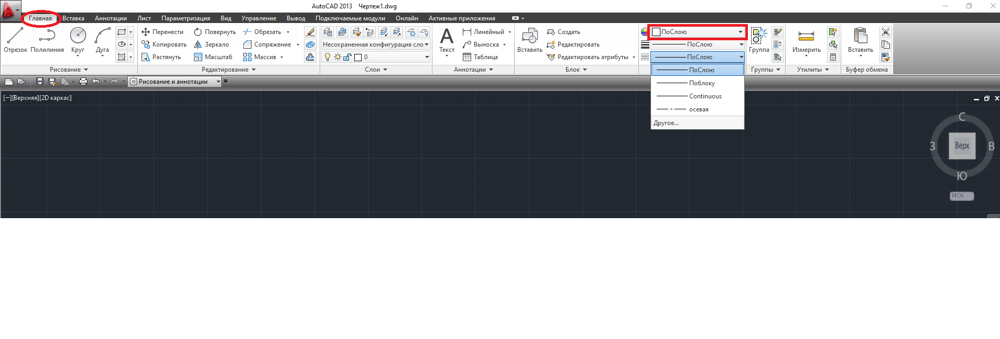 AutoCAD 2013 Чертеж1.dwg
Главная Вставка Аннотации Лист Параметризация Вид Управление Вывод Подключаемые модули Онлайн Активные приложения
Отрезок Полилиния Круг Дуга
Рисование
Перенести Повернуть Обрезать
Копировать Зеркало Сопряжение
Растянуть Масштаб Массив
Редактирование
Несохраненная конфигурация сло
0
Слои
A
Текст
Линейный
Выноска
Таблица
Аннотации
Вставить
Создать
Редактировать
Редактировать атрибуты
Блок
ПоСлою
ПоСлою
ПоСлою
ПоСлою
Поблоку
Continuous
осевая
Другое...
Группа
Группы
Измерить
Утилиты
Вставить
Буфер обмена
Рисование и аннотации
[−][Верхняя][2D каркас]
С
З Верх В
Ю
МСК